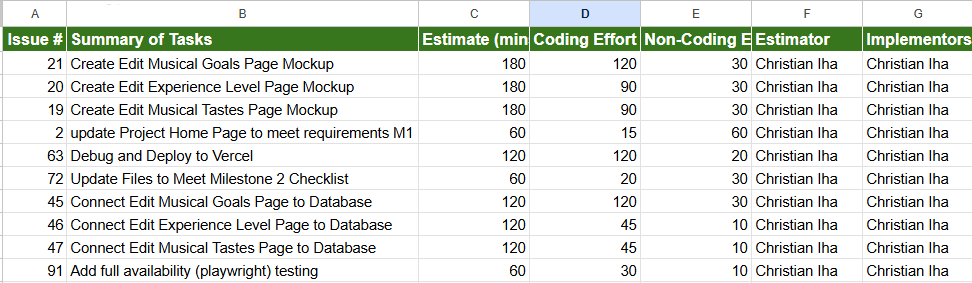 A B C D E F G
Issue # Summary of Tasks Estimate (min Coding Effort Non-Coding E Estimator Implementors
21 Create Edit Musical Goals Page Mockup 180 120 30 Christian Iha Christian Iha
20 Create Edit Experience Level Page Mockup 180 90 30 Christian Iha Christian Iha
19 Create Edit Musical Tastes Page Mockup 180 90 30 Christian Iha Christian Iha
2 update Project Home Page to meet requirements M1 60 15 60 Christian Iha Christian Iha
63 Debug and Deploy to Vercel 120 120 20 Christian Iha Christian Iha
72 Update Files to Meet Milestone 2 Checklist 60 20 30 Christian Iha Christian Iha
45 Connect Edit Musical Goals Page to Database 120 120 30 Christian Iha Christian Iha
46 Connect Edit Experience Level Page to Database 120 45 10 Christian Iha Christian Iha
47 Connect Edit Musical Tastes Page to Database 120 45 10 Christian Iha Christian Iha
91 Add full availability (playwright) testing 60 30 10 Christian Iha Christian Iha